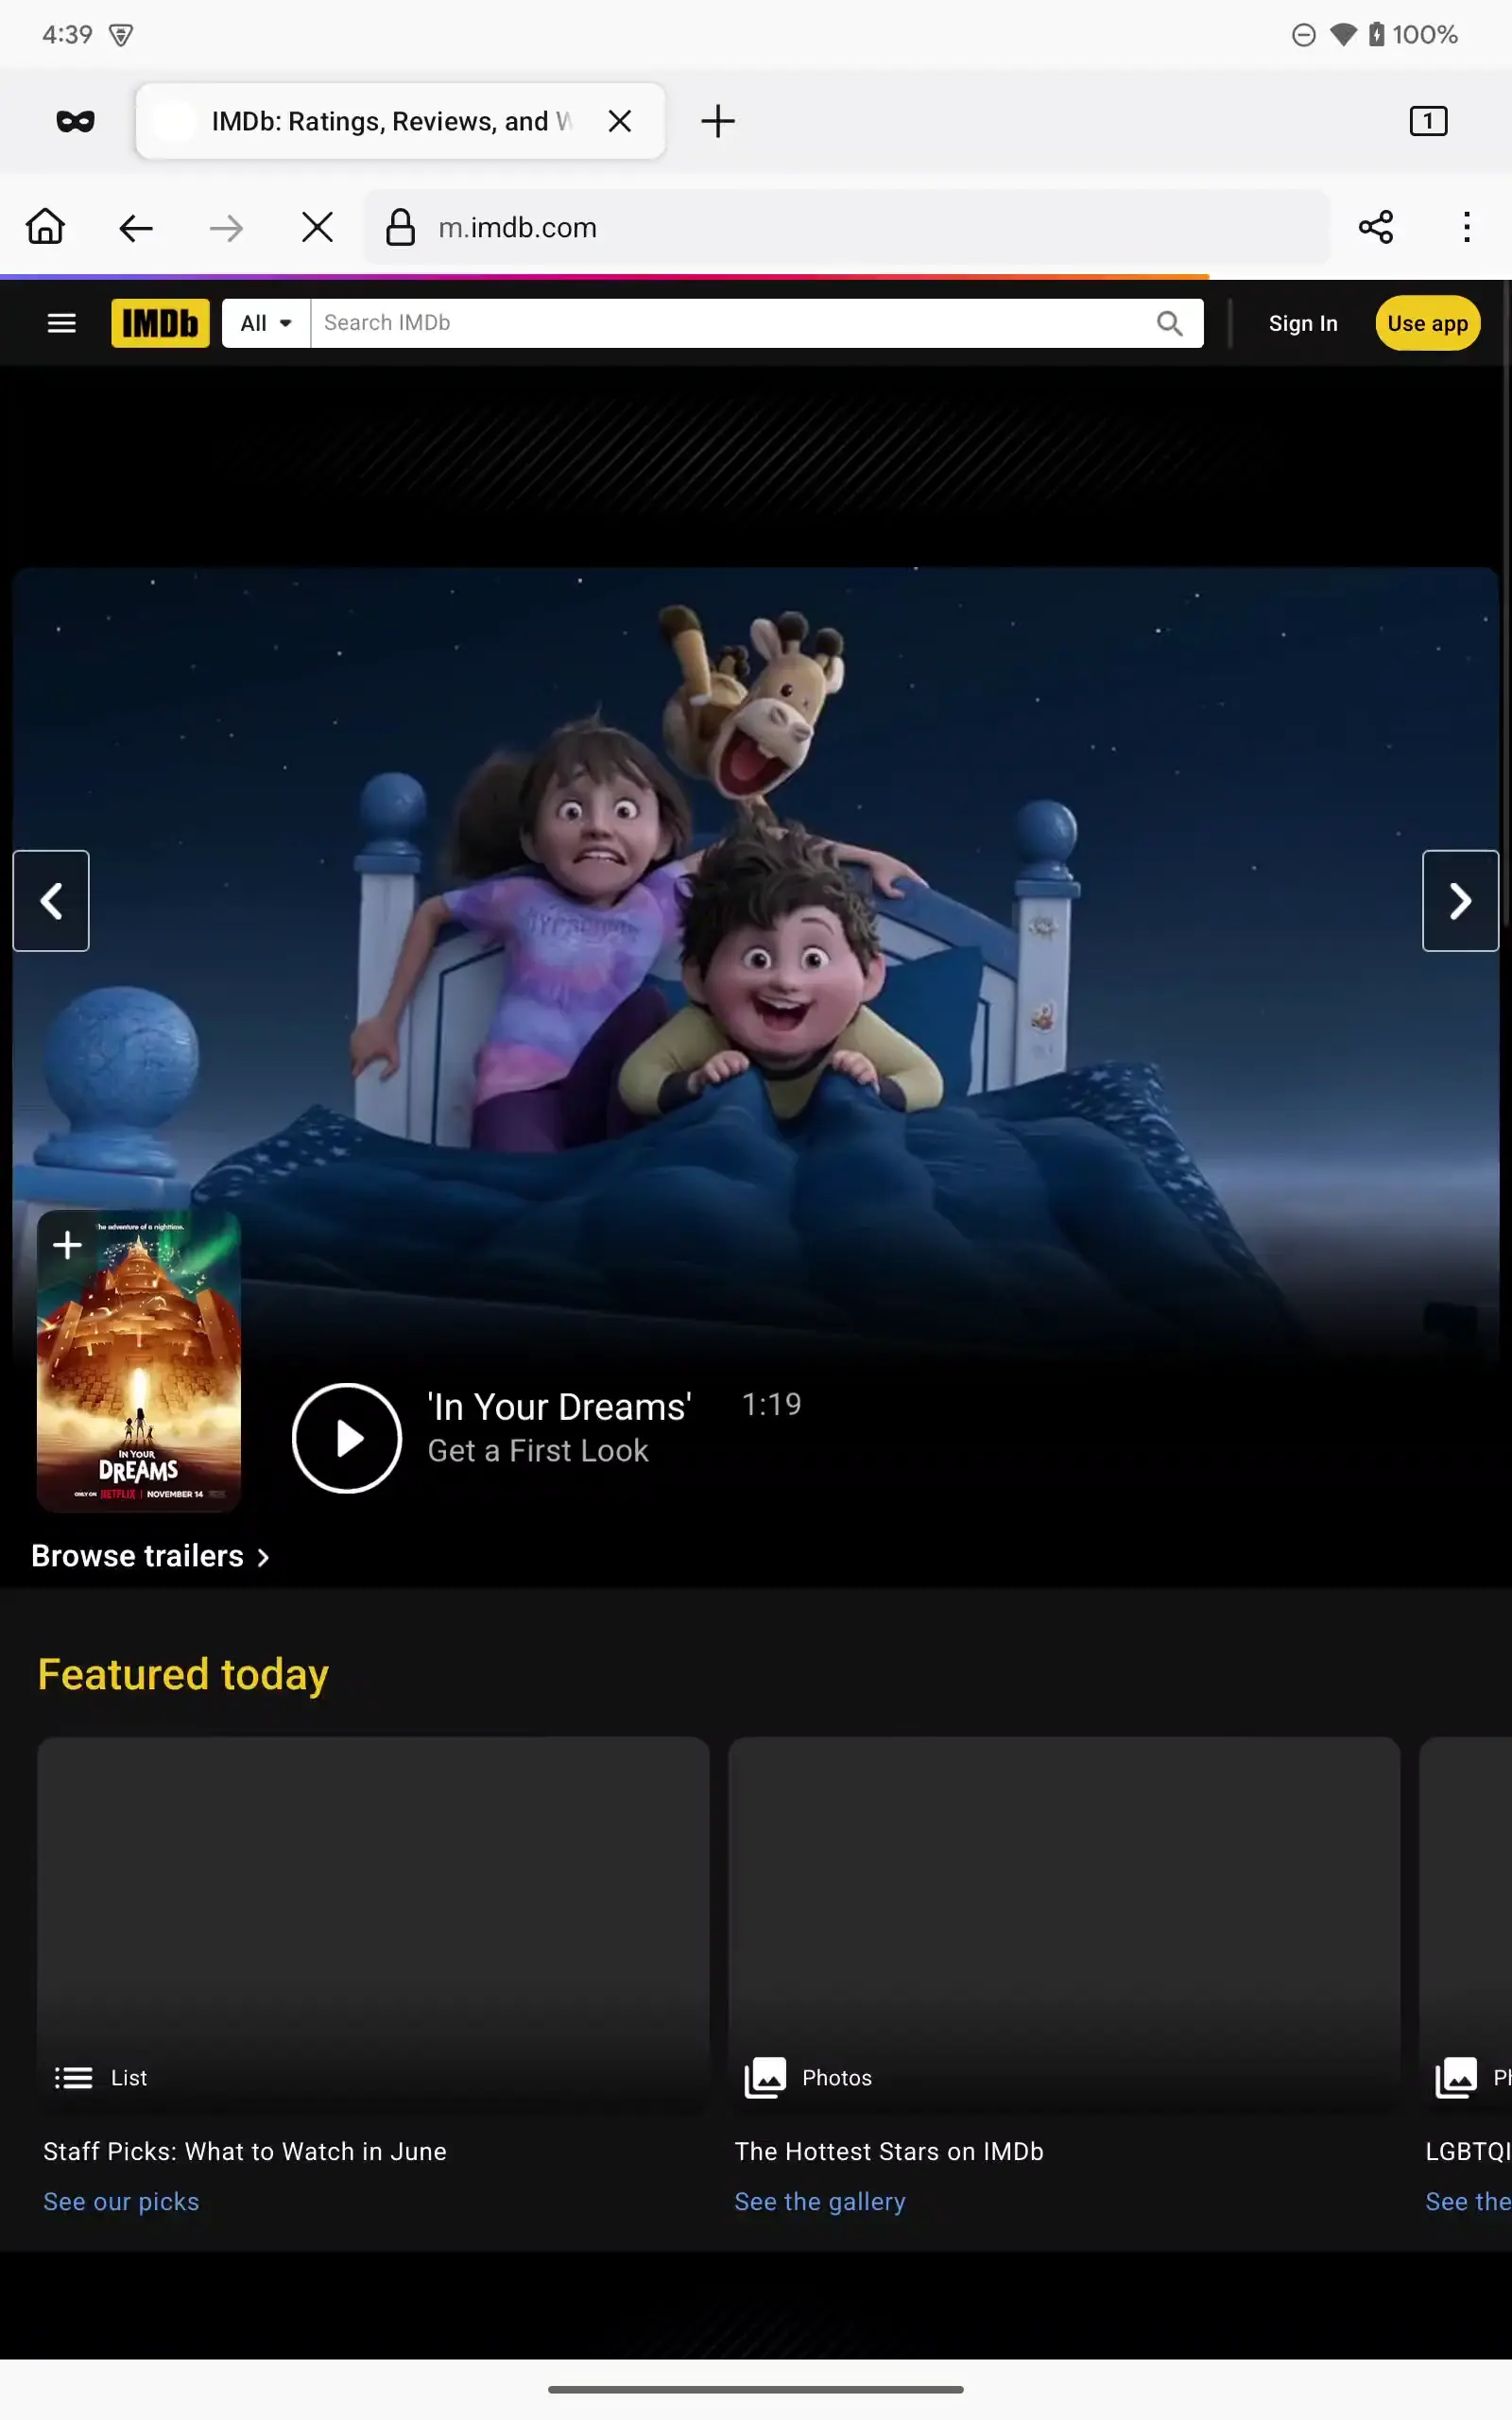 4:39
100%
IMDb: Ratings, Reviews, and W
1
m.imdb.com
IMDb
All
Search IMDb
Sign In
Use app
The adventure of a nighttime.
IN YOUR
DREAMS
ONLY ON NETFLIX | NOVEMBER 14
'In Your Dreams' 1:19
Get a First Look
Browse trailers
Featured today
List
Photos
Ph
Staff Picks: What to Watch in June
The Hottest Stars on IMDb
LGBTQI
See our picks
See the gallery
See the